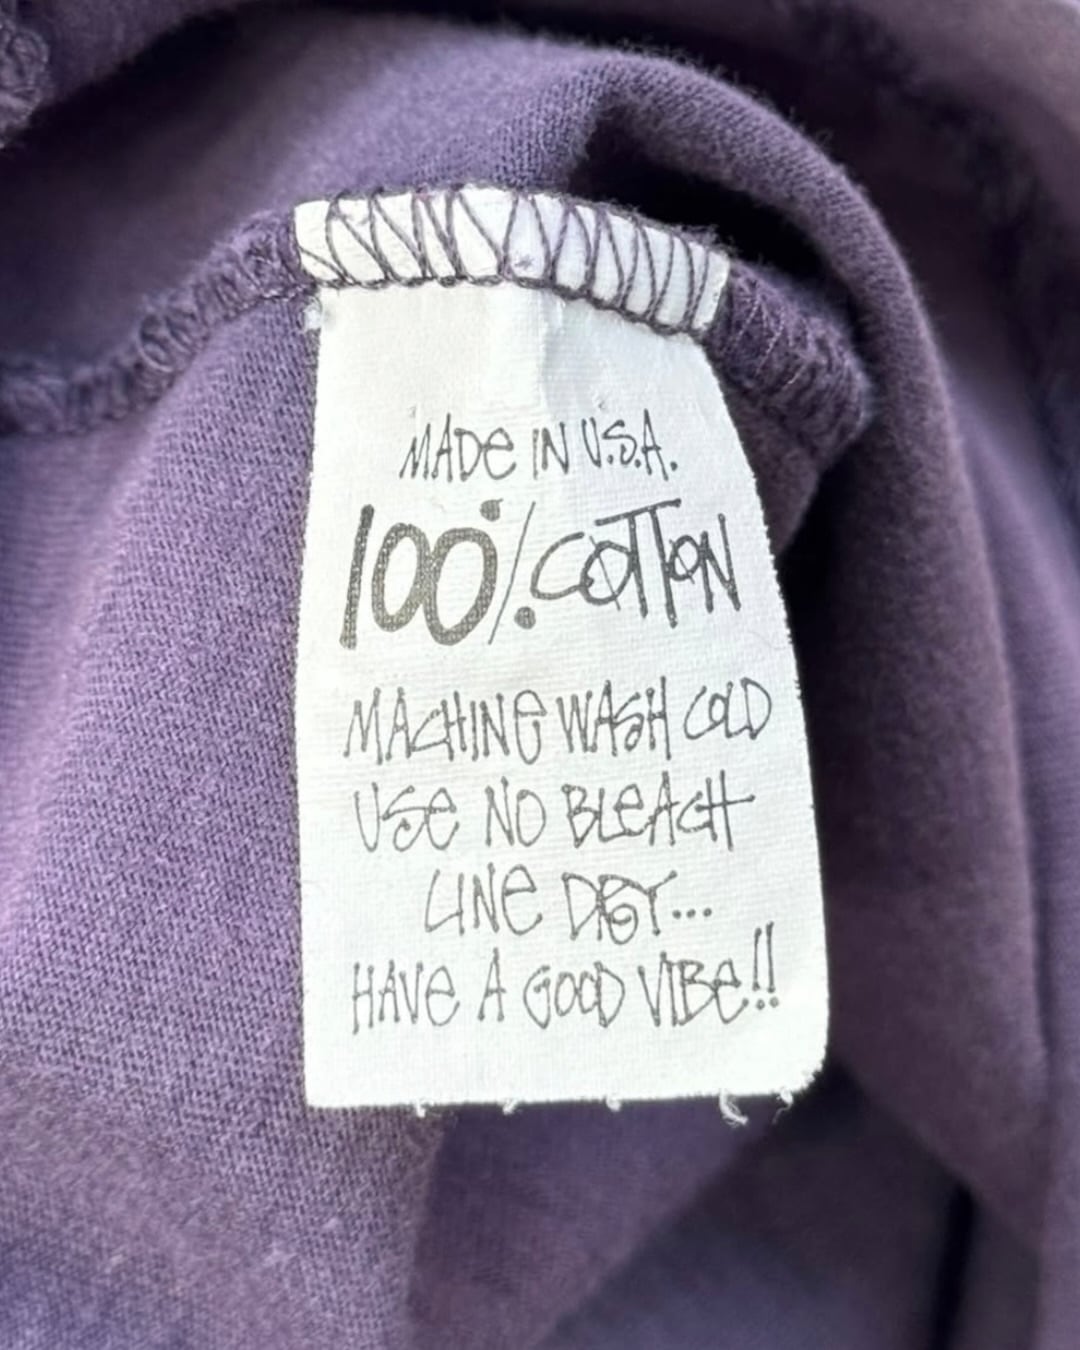 MADE IN U.S.A.
100% COTTON
MACHINE WASH COLD
USE NO BLEACH
LINE DRY...
HAVE A GOOD VIBE!!